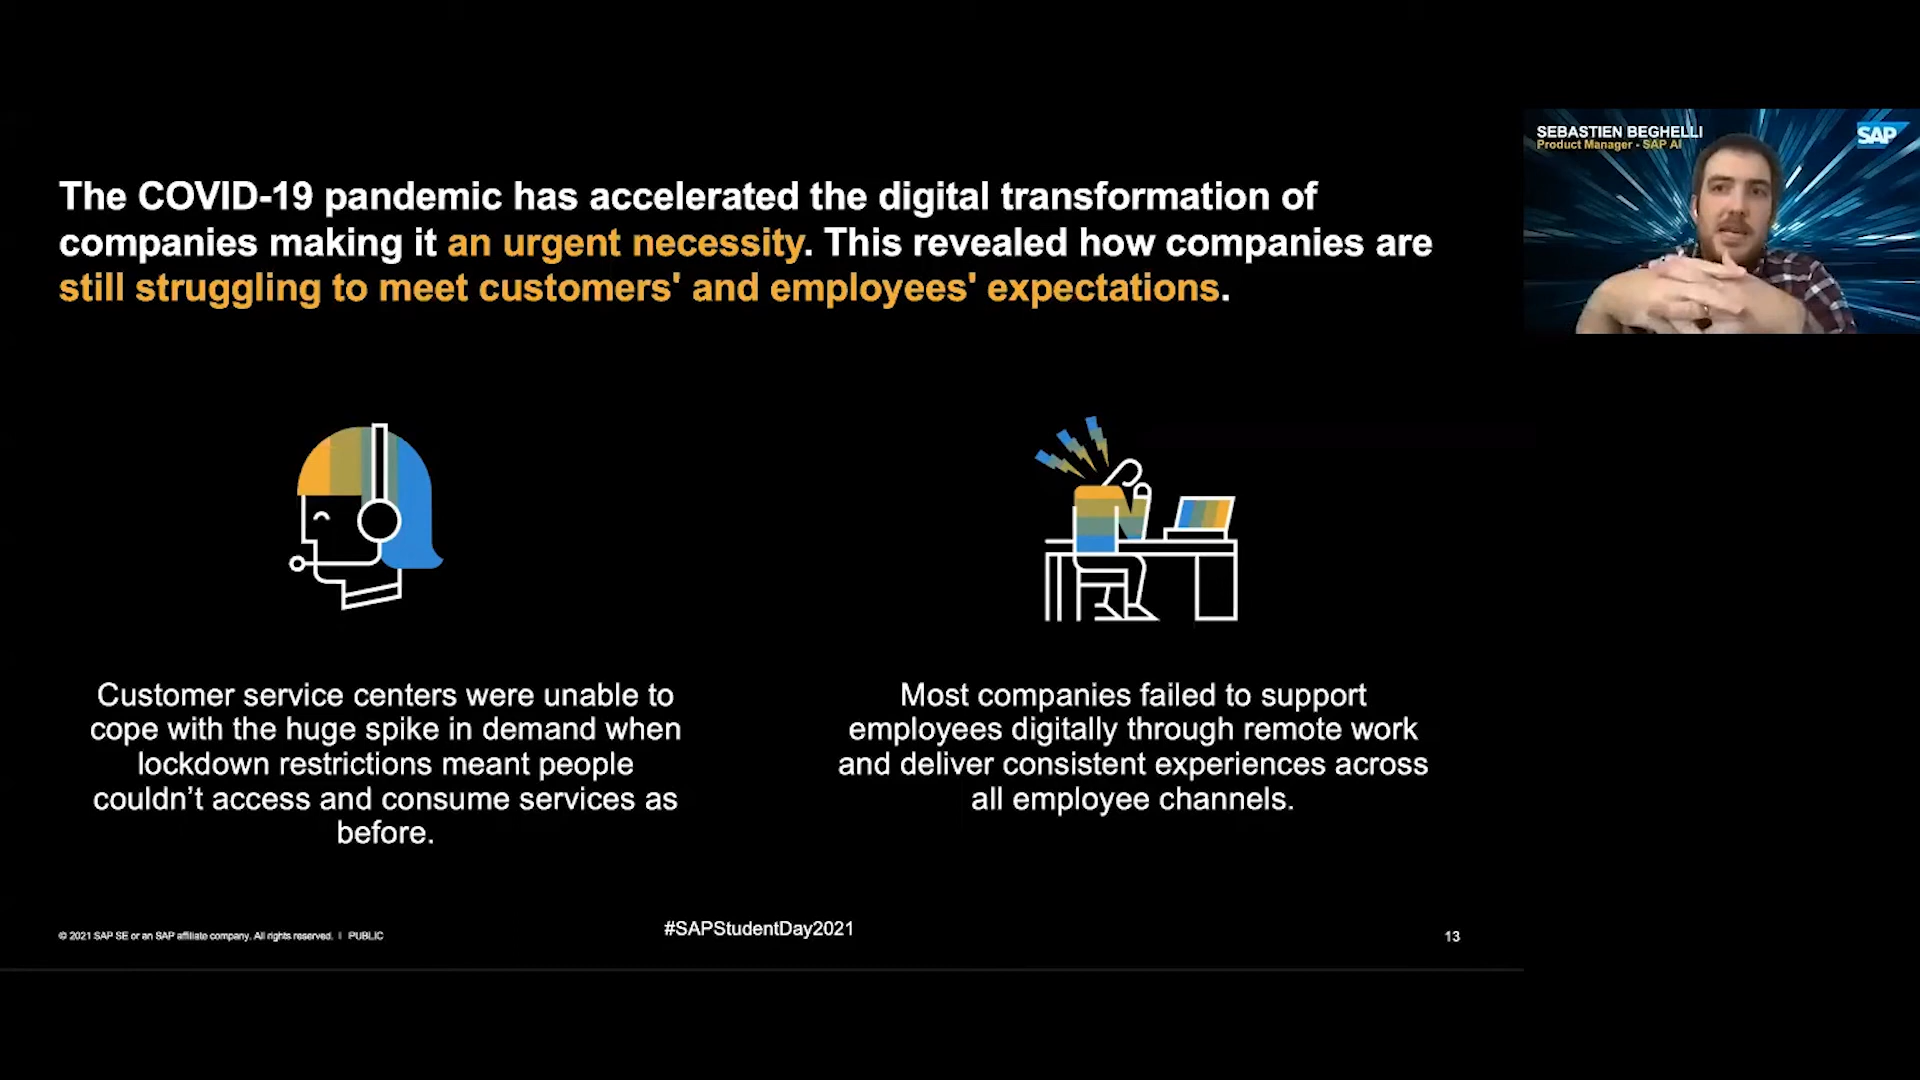 The COVID-19 pandemic has accelerated the digital transformation of
companies making it an urgent necessity. This revealed how companies are
still struggling to meet customers' and employees' expectations.
SEBASTIEN BEGHELLI
Product Manager - SAP AI
SAP
Customer service centers were unable to
cope with the huge spike in demand when
lockdown restrictions meant people
couldn’t access and consume services as
before.
Most companies failed to support
employees digitally through remote work
and deliver consistent experiences across
all employee channels.
© 2021 SAP SE or an SAP affiliate company. All rights reserved. I PUBLIC
#SAPStudentDay2021
13